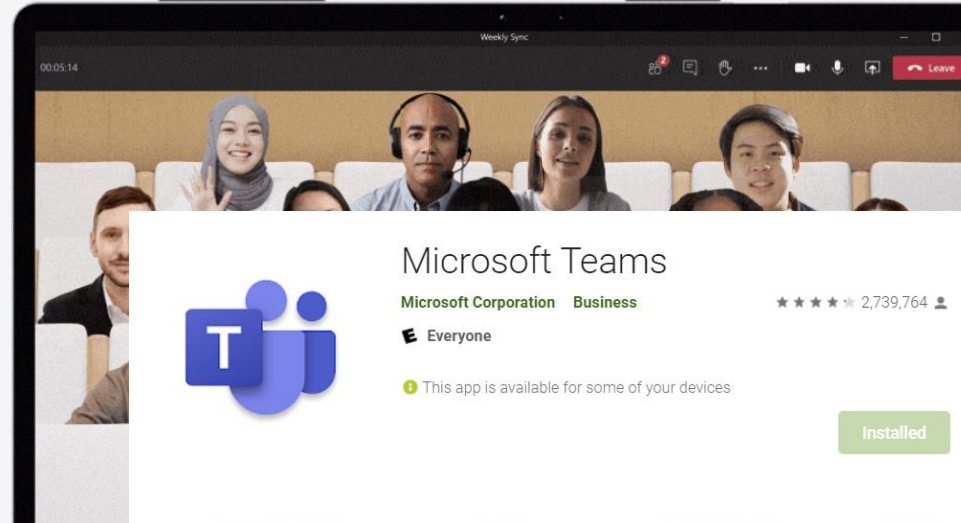 Weekly Sync
00:05:14
2
Leave
Microsoft Teams
Microsoft Corporation Business
2,739,764
E Everyone
This app is available for some of your devices
T
Installed